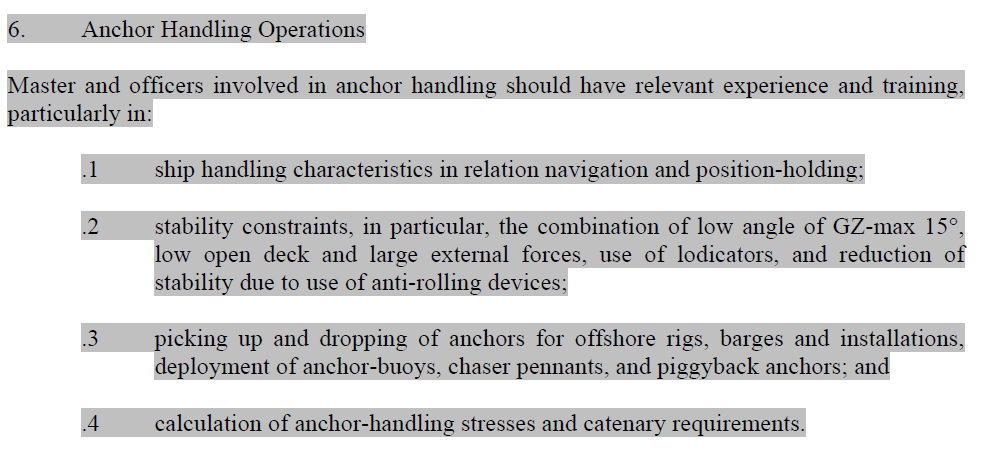 6. Anchor Handling Operations
Master and officers involved in anchor handling should have relevant experience and training,
particularly in:
.1 ship handling characteristics in relation navigation and position-holding;
.2 stability constraints, in particular, the combination of low angle of GZ-max 15°,
low open deck and large external forces, use of lodicators, and reduction of
stability due to use of anti-rolling devices;
.3 picking up and dropping of anchors for offshore rigs, barges and installations,
deployment of anchor-buoys, chaser pennants, and piggyback anchors; and
.4 calculation of anchor-handling stresses and catenary requirements.